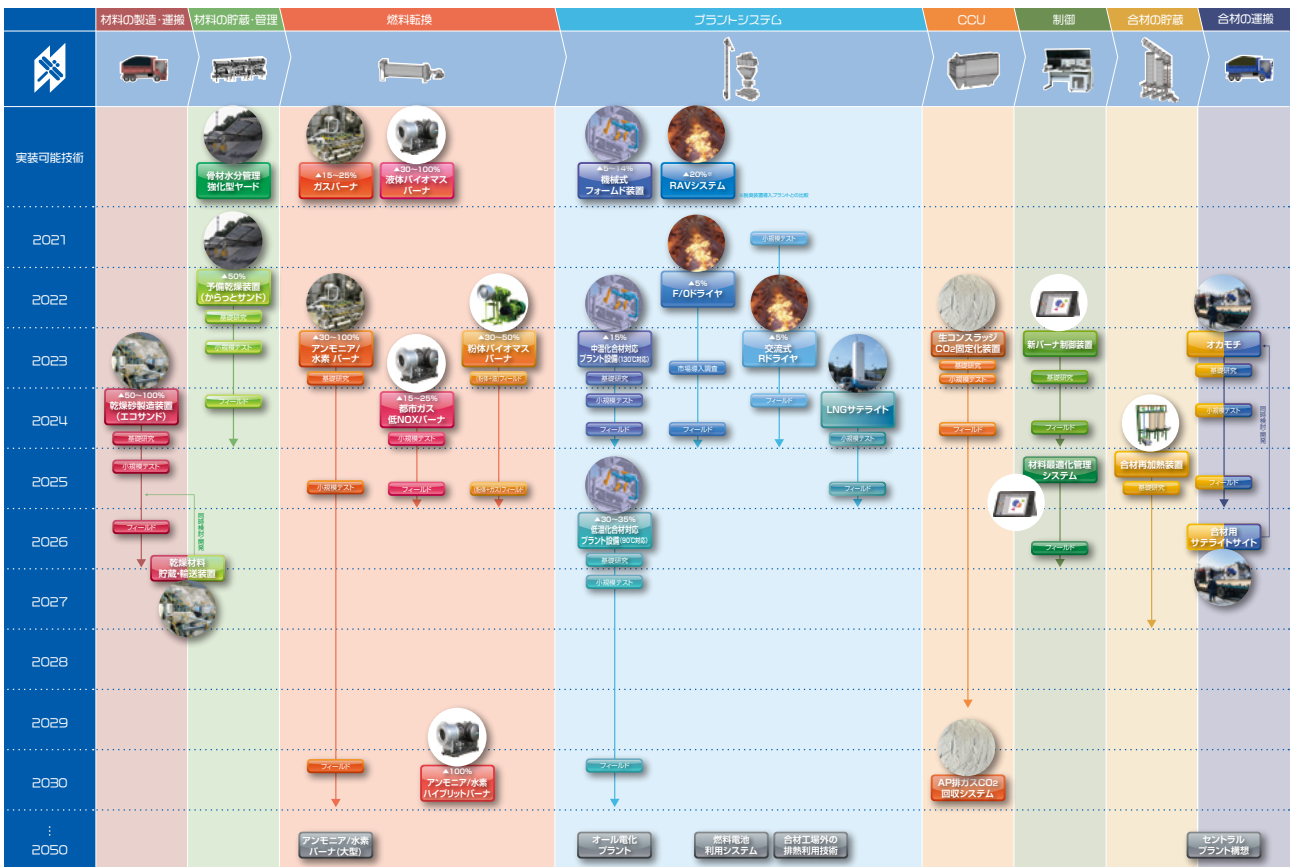 材料の製造・運搬
材料の貯蔵・管理
燃料転換
プラントシステム
CCU
制御
合材の貯蔵
合材の運搬
実装可能技術
骨材水分管理
強化型ヤード
▲15~25%
ガスバーナ
▲30~100%
液体バイオマス
バーナ
▲5~14%
機械式
フォームド装置
▲20%※
RAVシステム
2021
小規模テスト
2022
▲50%
予備乾燥装置
(からっとサンド)
基礎研究
▲5%
F/Oドライヤ
2023
小規模テスト
▲30~100%
アンモニア/
水素 バーナ
基礎研究
▲30~50%
粉体バイオマス
バーナ
▲15%
中温化合材対応
プラント設備(130℃対応)
基礎研究
市場導入調査
▲5%
交流式
Rドライヤ
生コンスラッジ
CO2固定化装置
基礎研究
小規模テスト
新バーナ制御装置
基礎研究
オカモチ
基礎研究
2024
▲50~100%
乾燥砂製造装置
(エコサンド)
基礎研究
フィールド
▲15~25%
都市ガス
低NOXバーナ
小規模テスト
小規模テスト
フィールド
フィールド
フィールド
LNGサテライト
小規模テスト
フィールド
フィールド
小規模テスト
同時検討・開発
2025
小規模テスト
小規模テスト
フィールド
フィールド
材料最適化管理
システム
合材再加熱装置
基礎研究
フィールド
2026
フィールド
同時検討・開発
乾燥材料
貯蔵・輸送装置
▲30~35%
低温化合材対応
プラント設備(90℃対応)
基礎研究
フィールド
合材用
サテライトサイト
2027
小規模テスト
2028
2029
2030
フィールド
▲100%
アンモニア/水素
ハイブリットバーナ
フィールド
AP排ガスCO2
回収システム
⋮
2050
アンモニア/水素
バーナ(大型)
オール電化
プラント
燃料電池
利用システム
合材工場外の
排熱利用技術
セントラル
プラント構想